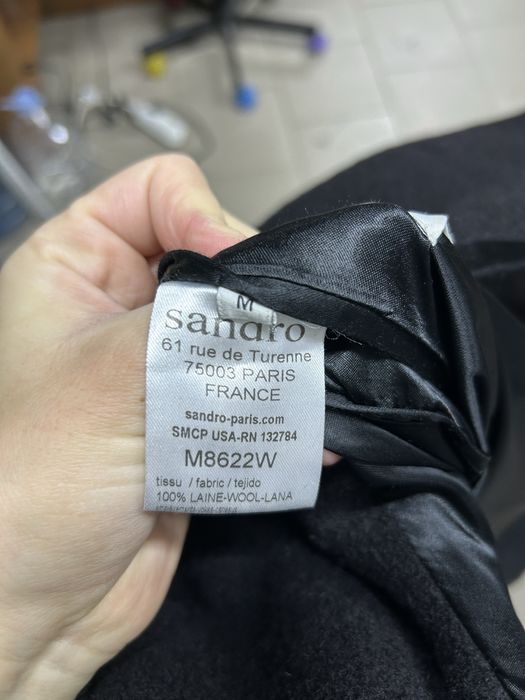 M
sandro
61 rue de Turenne
75003 PARIS
FRANCE
sandro-paris.com
SMCP USA-RN 132784
M8622W
tissu / fabric / tejido
100% LAINE-WOOL-LANA